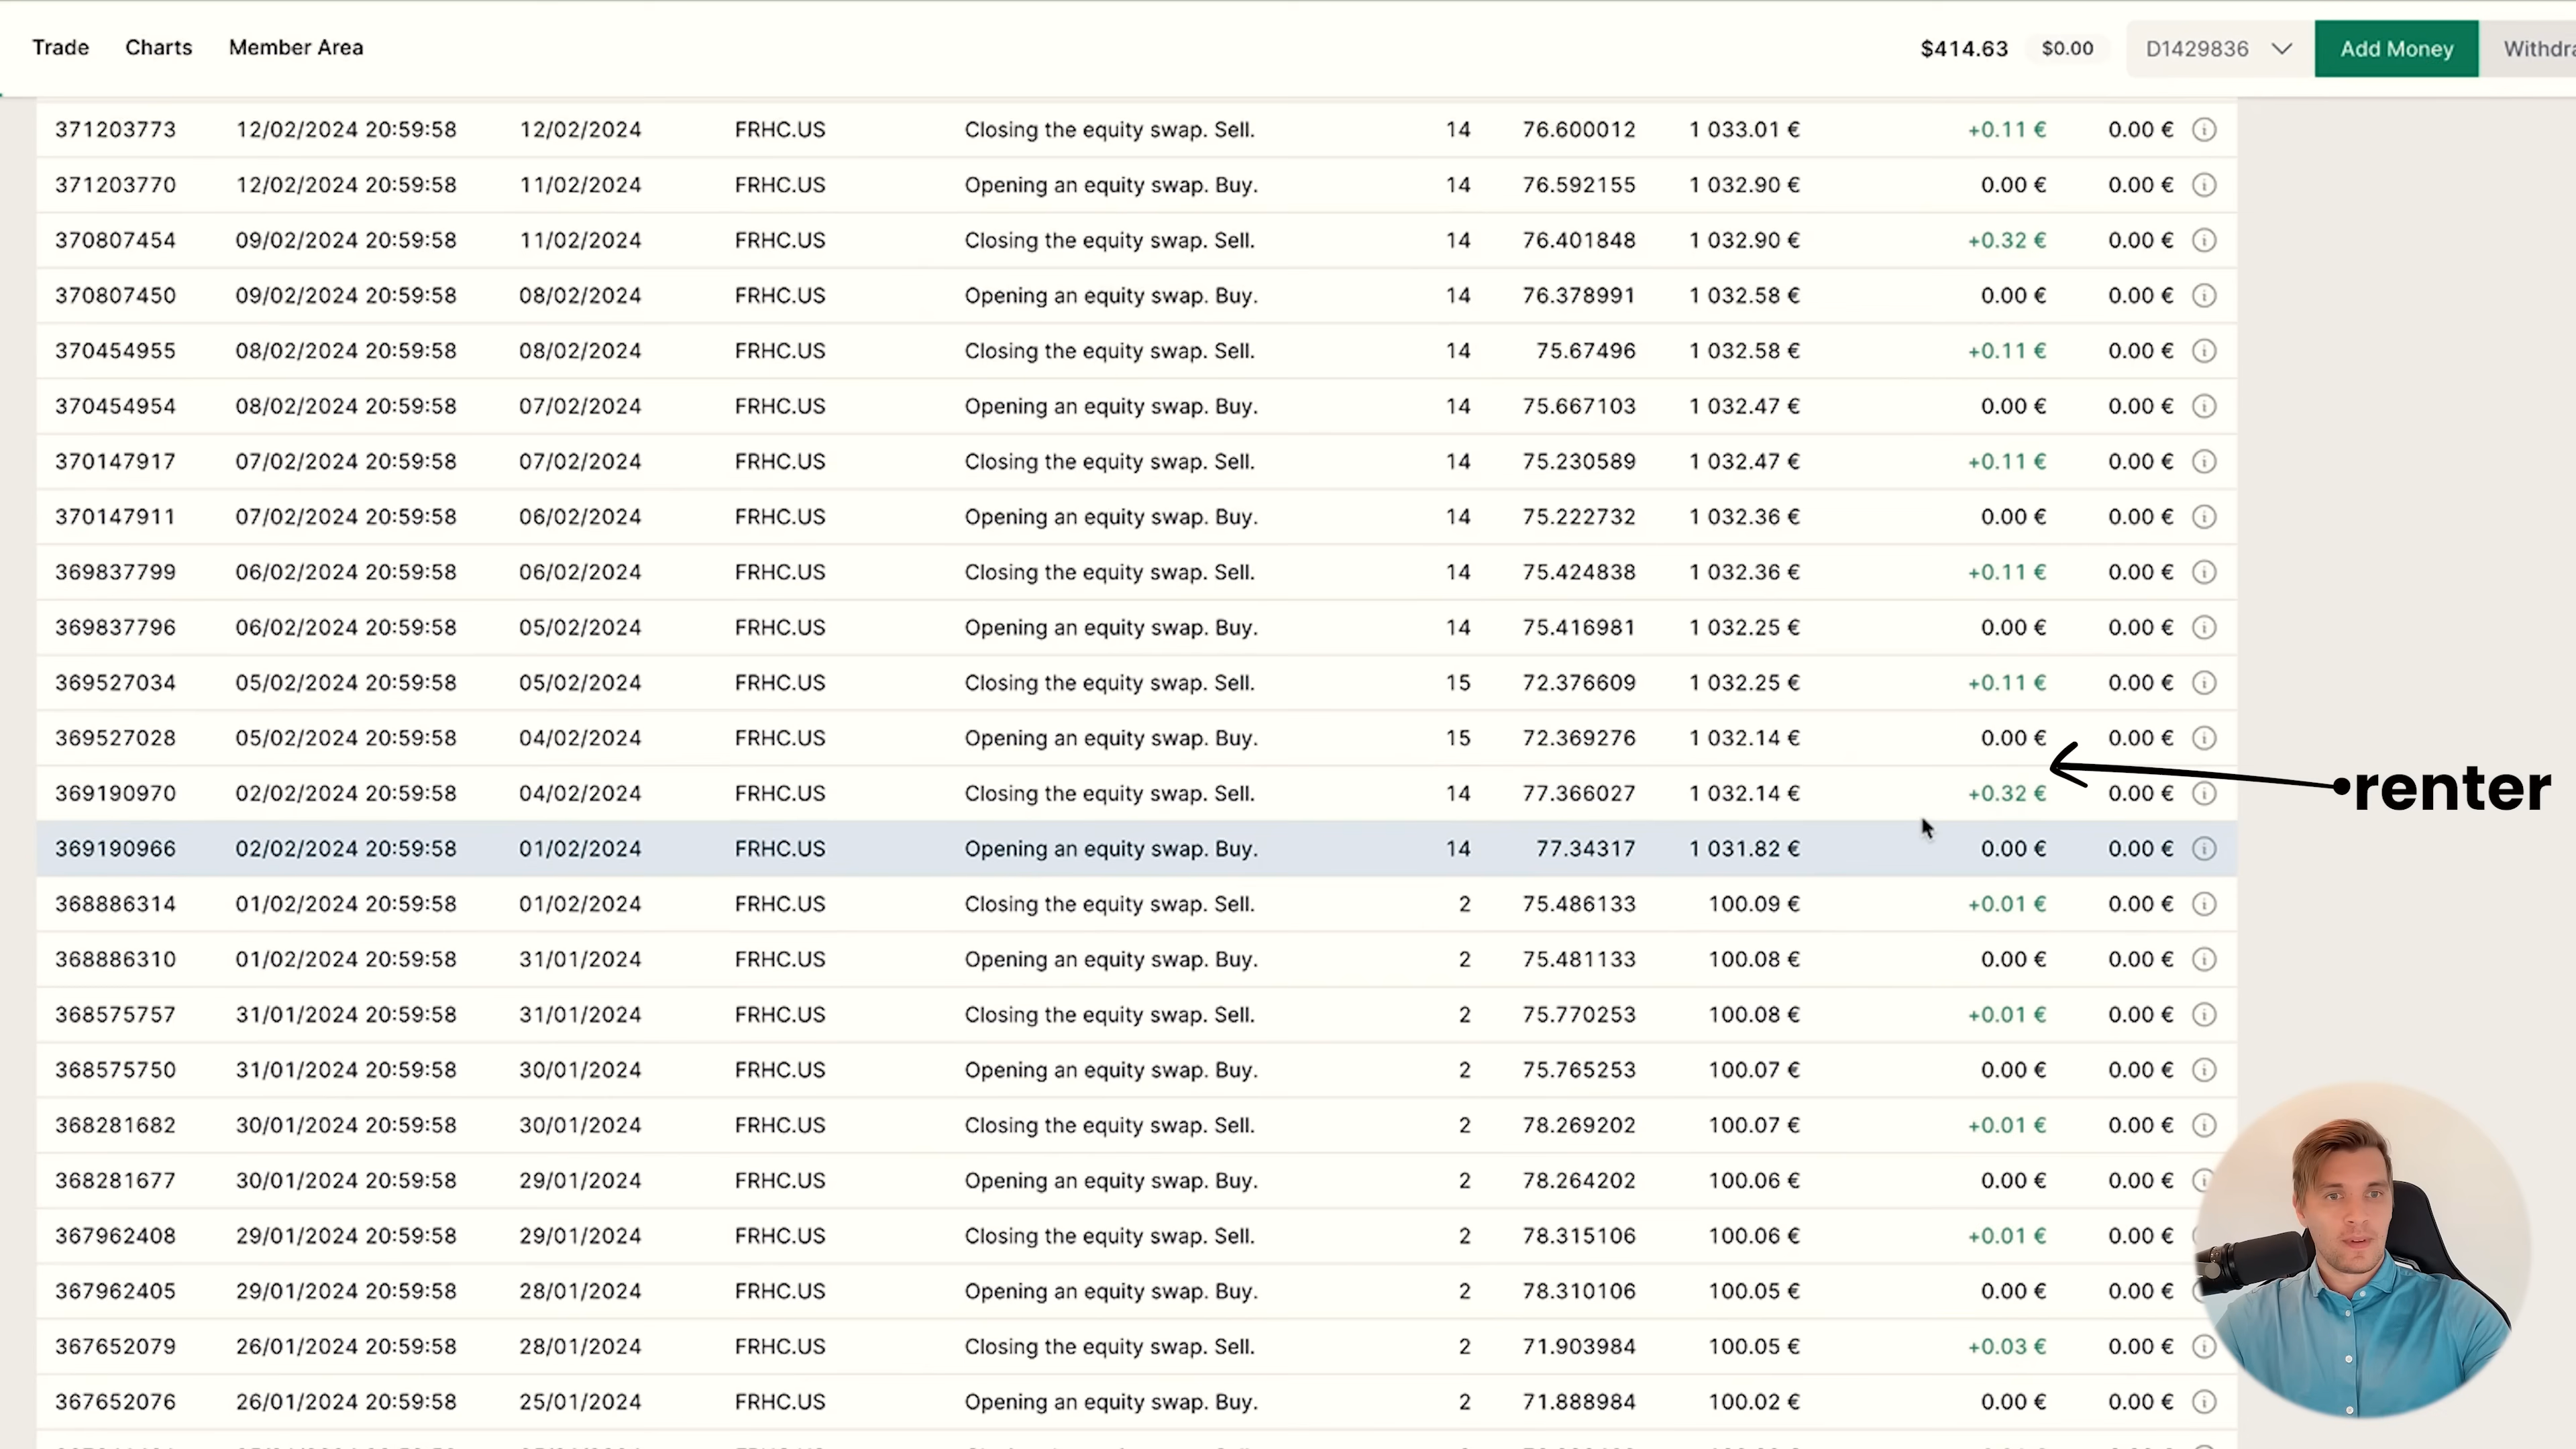 Trade Charts Member Area $414.63 $0.00 D1429836 Add Money Withdra
371203773 12/02/2024 20:59:58 12/02/2024 FRHC.US Closing the equity swap. Sell. 14 76.600012 1 033.01 € +0.11 € 0.00 €
371203770 12/02/2024 20:59:58 11/02/2024 FRHC.US Opening an equity swap. Buy. 14 76.592155 1 032.90 € 0.00 € 0.00 €
370807454 09/02/2024 20:59:58 11/02/2024 FRHC.US Closing the equity swap. Sell. 14 76.401848 1 032.90 € +0.32 € 0.00 €
370807450 09/02/2024 20:59:58 08/02/2024 FRHC.US Opening an equity swap. Buy. 14 76.378991 1 032.58 € 0.00 € 0.00 €
370454955 08/02/2024 20:59:58 08/02/2024 FRHC.US Closing the equity swap. Sell. 14 75.67496 1 032.58 € +0.11 € 0.00 €
370454954 08/02/2024 20:59:58 07/02/2024 FRHC.US Opening an equity swap. Buy. 14 75.667103 1 032.47 € 0.00 € 0.00 €
370147917 07/02/2024 20:59:58 07/02/2024 FRHC.US Closing the equity swap. Sell. 14 75.230589 1 032.47 € +0.11 € 0.00 €
370147911 07/02/2024 20:59:58 06/02/2024 FRHC.US Opening an equity swap. Buy. 14 75.222732 1 032.36 € 0.00 € 0.00 €
369837799 06/02/2024 20:59:58 06/02/2024 FRHC.US Closing the equity swap. Sell. 14 75.424838 1 032.36 € +0.11 € 0.00 €
369837796 06/02/2024 20:59:58 05/02/2024 FRHC.US Opening an equity swap. Buy. 14 75.416981 1 032.25 € 0.00 € 0.00 €
369527034 05/02/2024 20:59:58 05/02/2024 FRHC.US Closing the equity swap. Sell. 15 72.376609 1 032.25 € +0.11 € 0.00 €
369527028 05/02/2024 20:59:58 04/02/2024 FRHC.US Opening an equity swap. Buy. 15 72.369276 1 032.14 € 0.00 € 0.00 €
369190970 02/02/2024 20:59:58 04/02/2024 FRHC.US Closing the equity swap. Sell. 14 77.366027 1 032.14 € +0.32 € 0.00 €
renter
369190966 02/02/2024 20:59:58 01/02/2024 FRHC.US Opening an equity swap. Buy. 14 77.34317 1 031.82 € 0.00 € 0.00 €
368886314 01/02/2024 20:59:58 01/02/2024 FRHC.US Closing the equity swap. Sell. 2 75.486133 100.09 € +0.01 € 0.00 €
368886310 01/02/2024 20:59:58 31/01/2024 FRHC.US Opening an equity swap. Buy. 2 75.481133 100.08 € 0.00 € 0.00 €
368575757 31/01/2024 20:59:58 31/01/2024 FRHC.US Closing the equity swap. Sell. 2 75.770253 100.08 € +0.01 € 0.00 €
368575750 31/01/2024 20:59:58 30/01/2024 FRHC.US Opening an equity swap. Buy. 2 75.765253 100.07 € 0.00 € 0.00 €
368281682 30/01/2024 20:59:58 30/01/2024 FRHC.US Closing the equity swap. Sell. 2 78.269202 100.07 € +0.01 € 0.00 €
368281677 30/01/2024 20:59:58 29/01/2024 FRHC.US Opening an equity swap. Buy. 2 78.264202 100.06 € 0.00 € 0.00 €
367962408 29/01/2024 20:59:58 29/01/2024 FRHC.US Closing the equity swap. Sell. 2 78.315106 100.06 € +0.01 € 0.00 €
367962405 29/01/2024 20:59:58 28/01/2024 FRHC.US Opening an equity swap. Buy. 2 78.310106 100.05 € 0.00 € 0.00 €
367652079 26/01/2024 20:59:58 28/01/2024 FRHC.US Closing the equity swap. Sell. 2 71.903984 100.05 € +0.03 € 0.00 €
367652076 26/01/2024 20:59:58 25/01/2024 FRHC.US Opening an equity swap. Buy. 2 71.888984 100.02 € 0.00 € 0.00 €